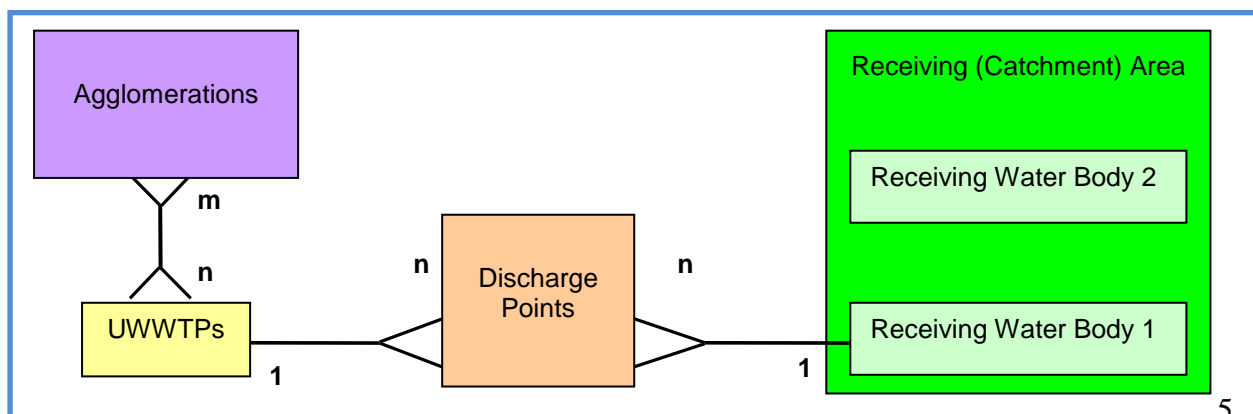 Agglomerations
m
n
UWWTPs
1
n
Discharge
Points
n
1
Receiving (Catchment) Area
Receiving Water Body 2
Receiving Water Body 1
5